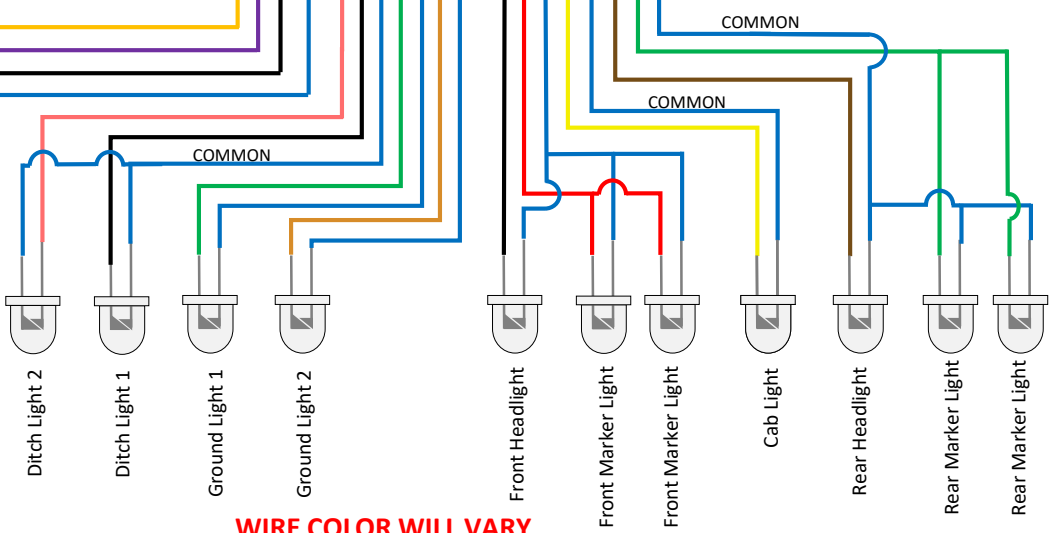 COMMON
COMMON
COMMON
Ditch Light 2
Ditch Light 1
Ground Light 1
Ground Light 2
Front Headlight
Front Marker Light
Front Marker Light
Cab Light
Rear Headlight
Rear Marker Light
Rear Marker Light
WIRE COLOR WILL VARY